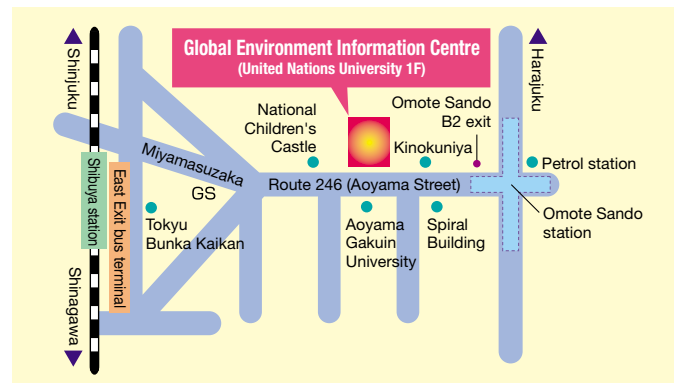 Global Environment Information Centre
(United Nations University 1F)
Shinjuku
Harajuku
National
Children's
Castle
Omote Sando
B2 exit
Kinokuniya
Petrol station
Miyamasuzaka
GS
Route 246 (Aoyama Street)
Shibuya station
East Exit bus terminal
Tokyu
Bunka Kaikan
Aoyama
Gakuin
University
Spiral
Building
Omote Sando
station
Shinagawa